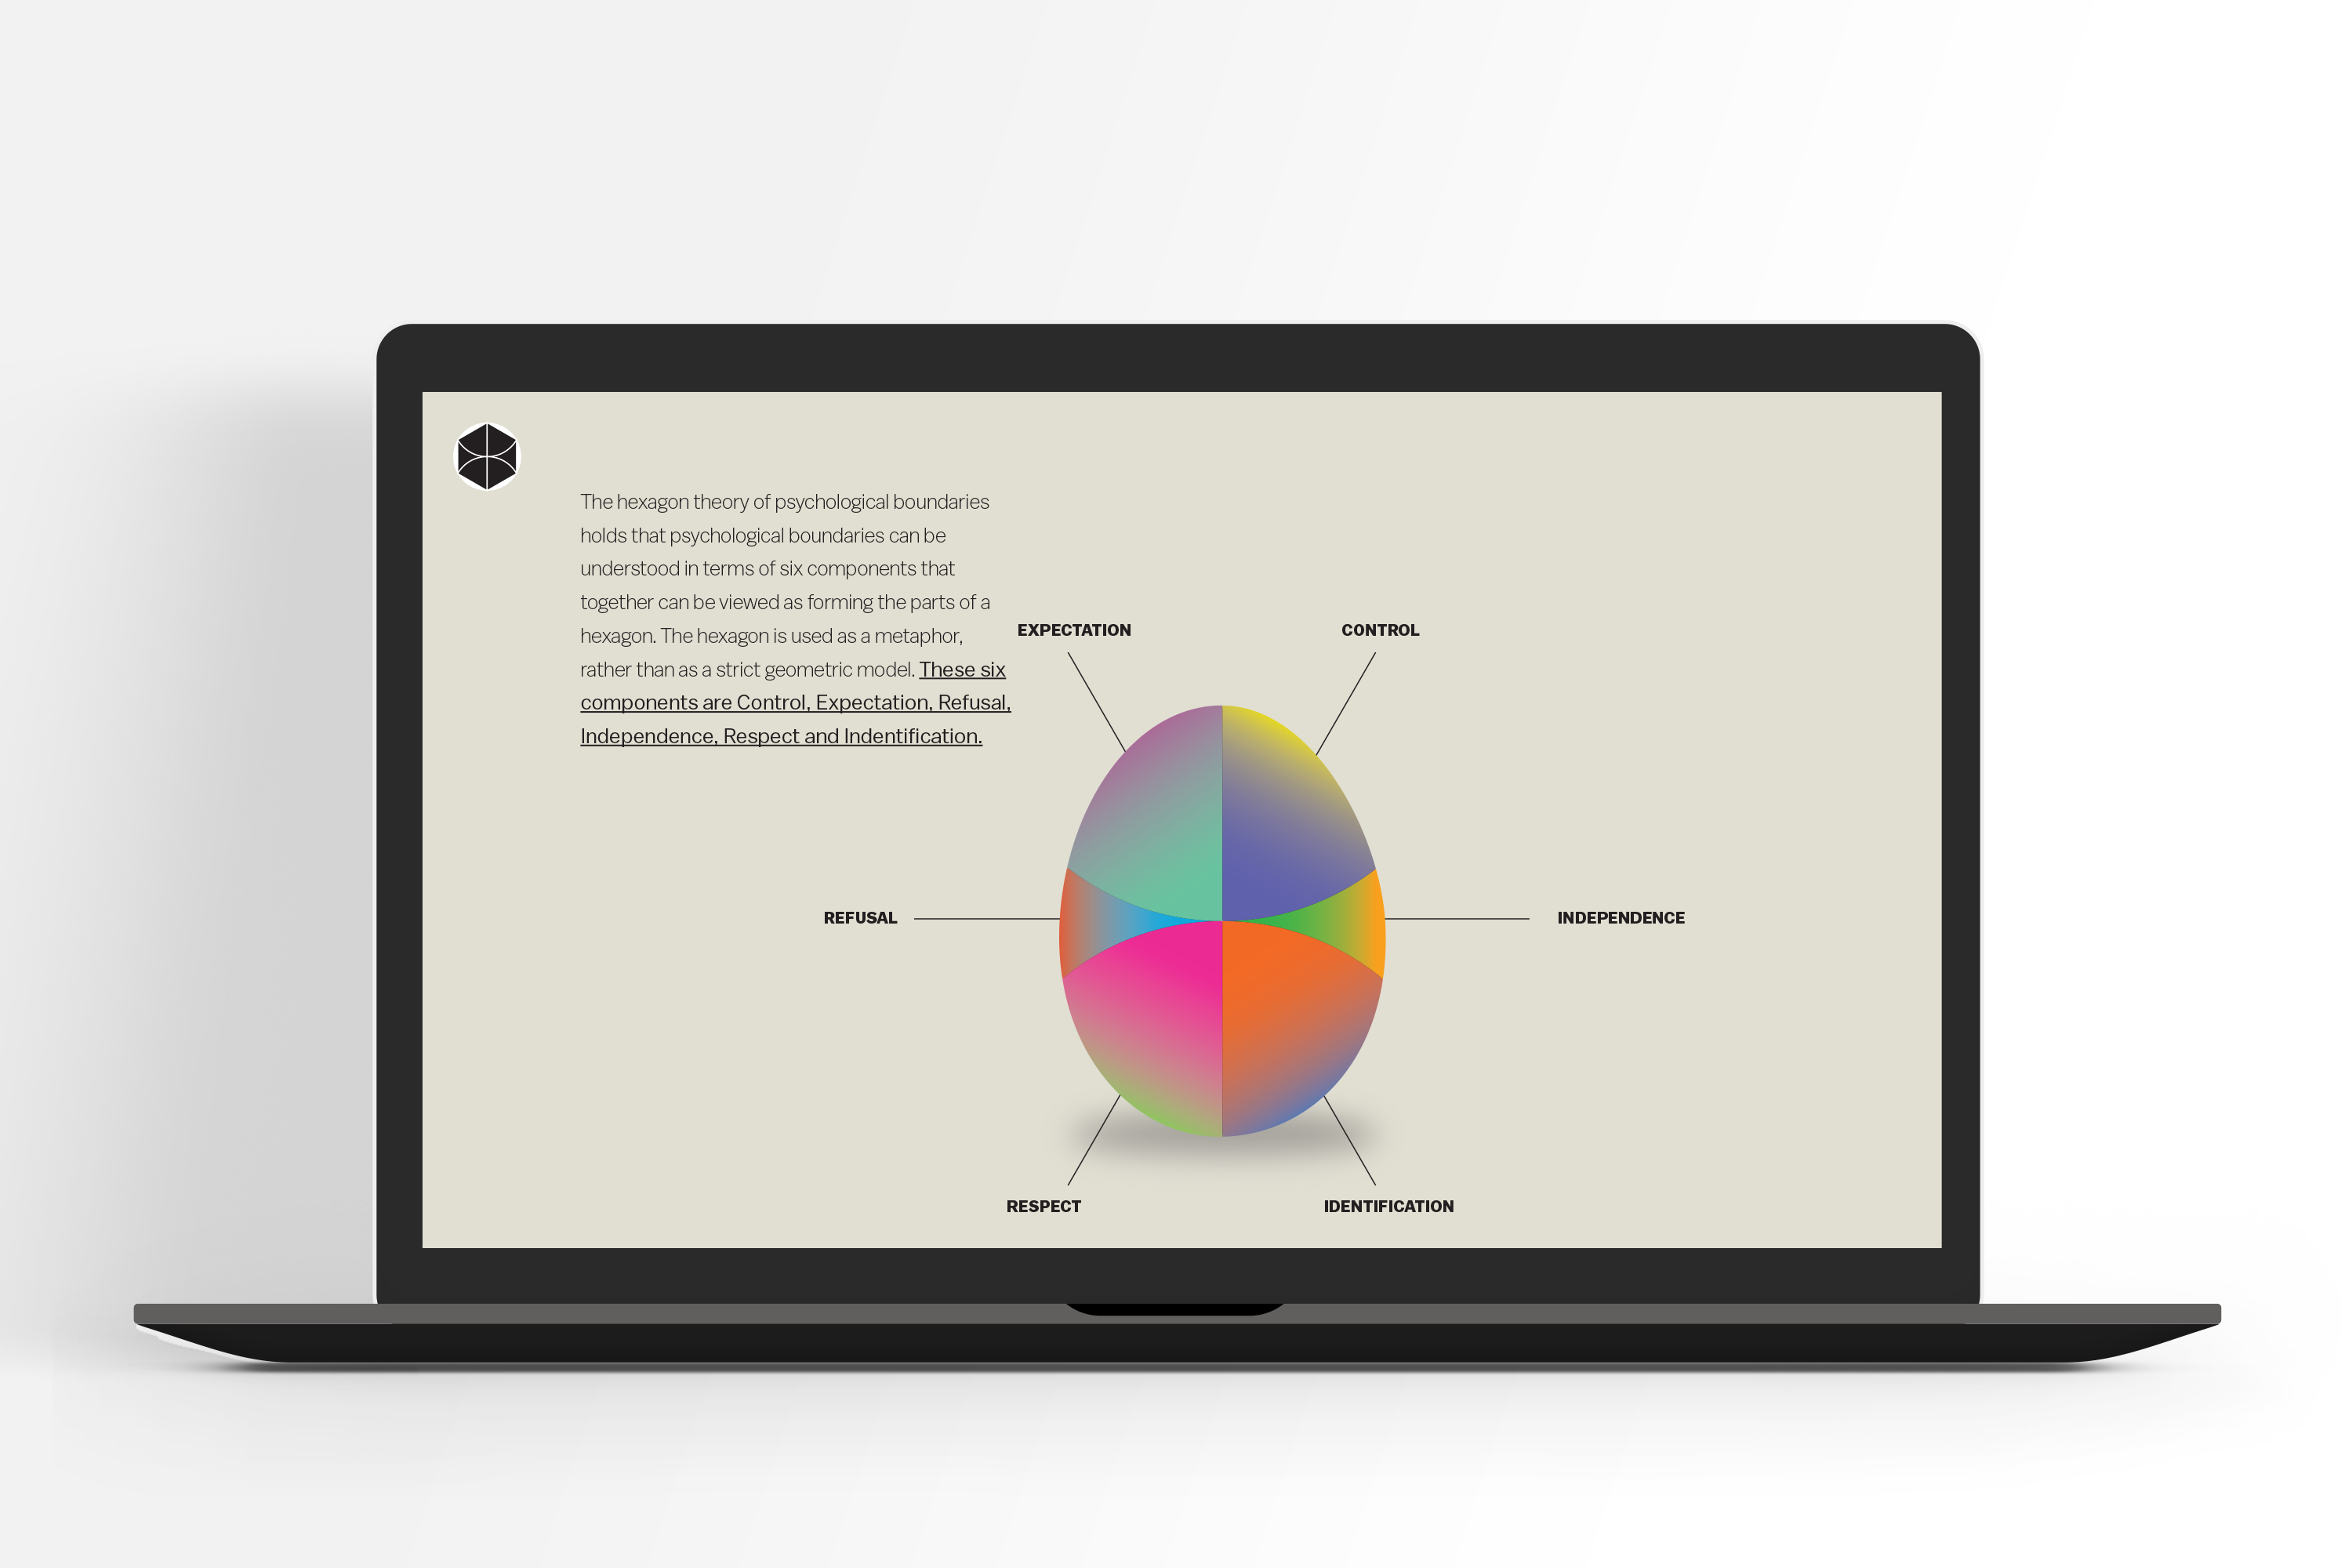 The hexagon theory of psychological boundaries
holds that psychological boundaries can be
understood in terms of six components that
together can be viewed as forming the parts of a
hexagon. The hexagon is used as a metaphor,
rather than as a strict geometric model. These six
components are Control, Expectation, Refusal,
Independence, Respect and Indentification.
EXPECTATION
CONTROL
REFUSAL
INDEPENDENCE
RESPECT
IDENTIFICATION